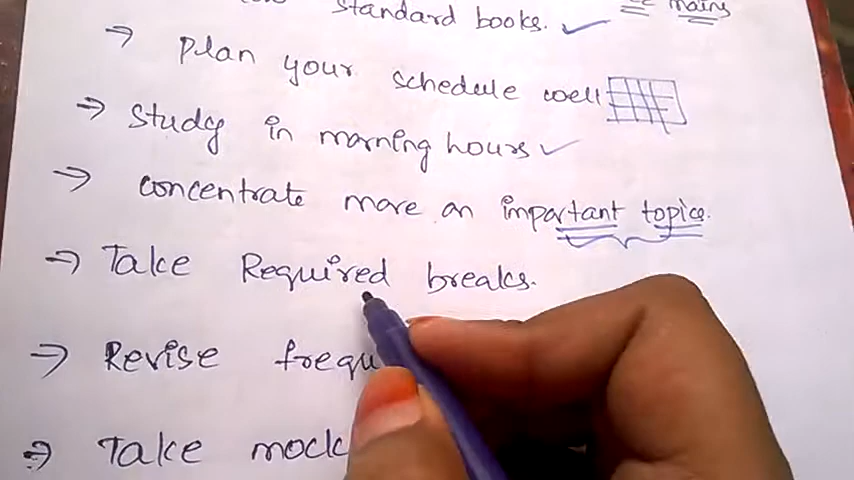 standard books.
mains
⇒ Plan your schedule well
⇒ Study in morning hours
⇒ concentrate more on important topics.
⇒ Take Required breaks.
⇒ Revise frequ
⇒ Take mock